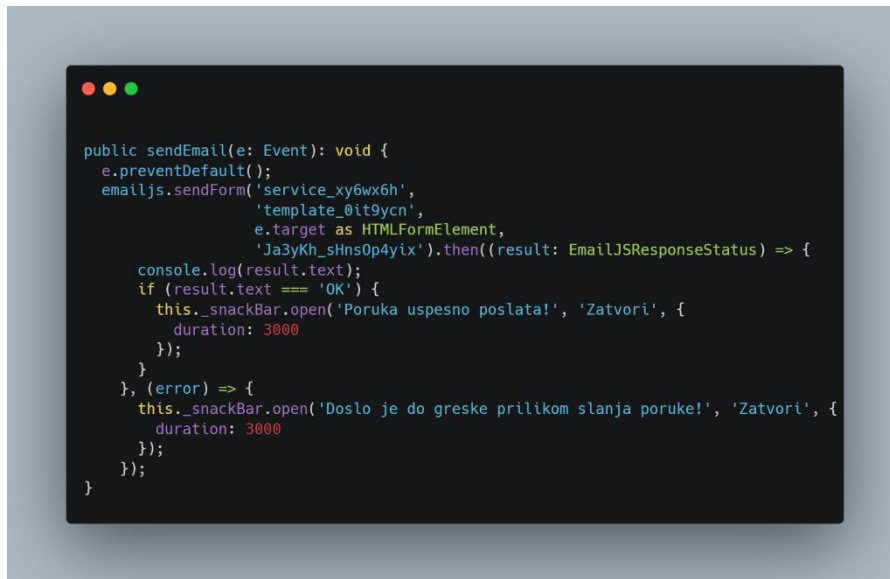 public sendEmail(e: Event): void {
e.preventDefault();
emailjs.sendForm('service_xy6wx6h',
'template_0it9ycn',
e.target as HTMLFormElement,
'Ja3yKh_sHnsOp4yix').then((result: EmailJSResponseStatus) => {
console.log(result.text);
if (result.text === 'OK') {
this._snackBar.open('Poruka uspesno poslata!', 'Zatvori', {
duration: 3000
});
}
}, (error) => {
this._snackBar.open('Doslo je do greske prilikom slanja poruke!', 'Zatvori', {
duration: 3000
});
});
}